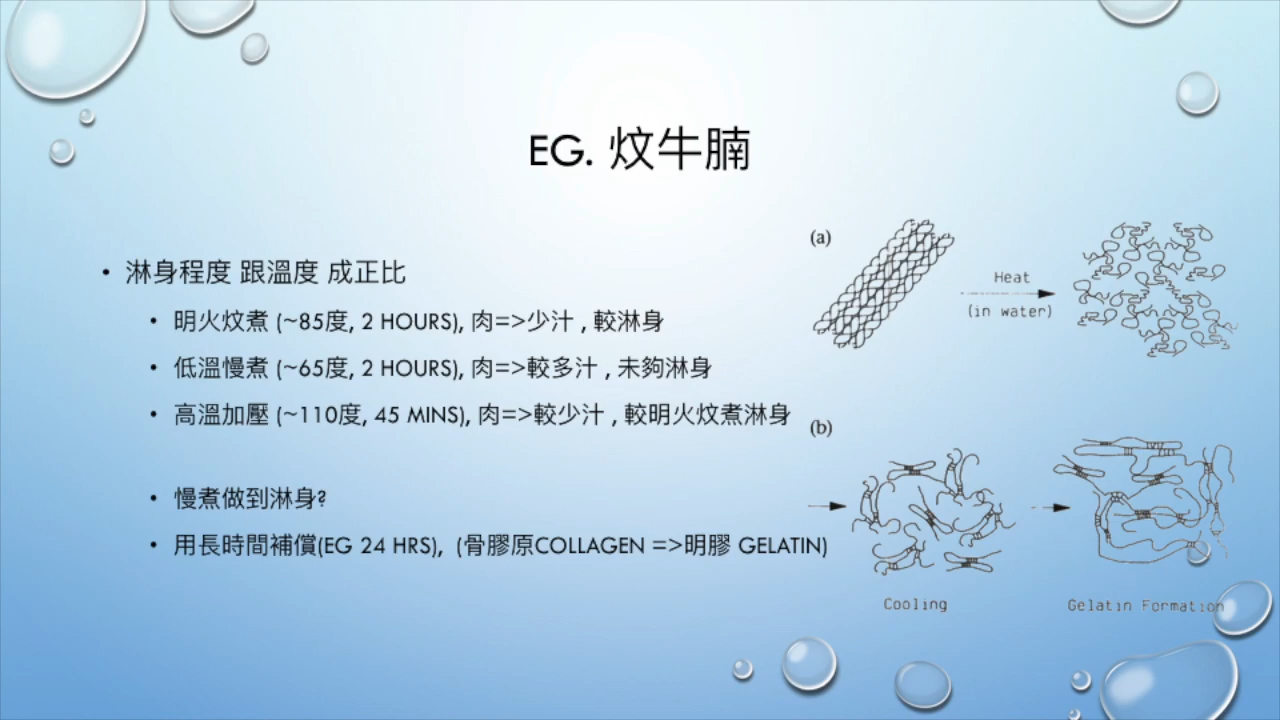 EG. 炆牛腩
• 淋身程度 跟溫度 成正比
• 明火炆煮 (~85度, 2 HOURS), 肉=>少汁 , 較淋身
• 低溫慢煮 (~65度, 2 HOURS), 肉=>較多汁 , 未夠淋身
• 高溫加壓 (~110度, 45 MINS), 肉=>較少汁 , 較明火炆煮淋身
• 慢煮做到淋身?
• 用長時間補償(EG 24 HRS), (骨膠原COLLAGEN =>明膠 GELATIN)
(a)
Heat
(in water)
(b)
Cooling
Gelatin Formation